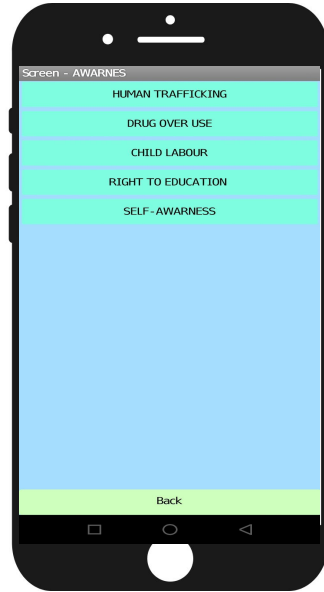 Screen - AWARNES
HUMAN TRAFFICKING
DRUG OVER USE
CHILD LABOUR
RIGHT TO EDUCATION
SELF-AWARNESS
Back